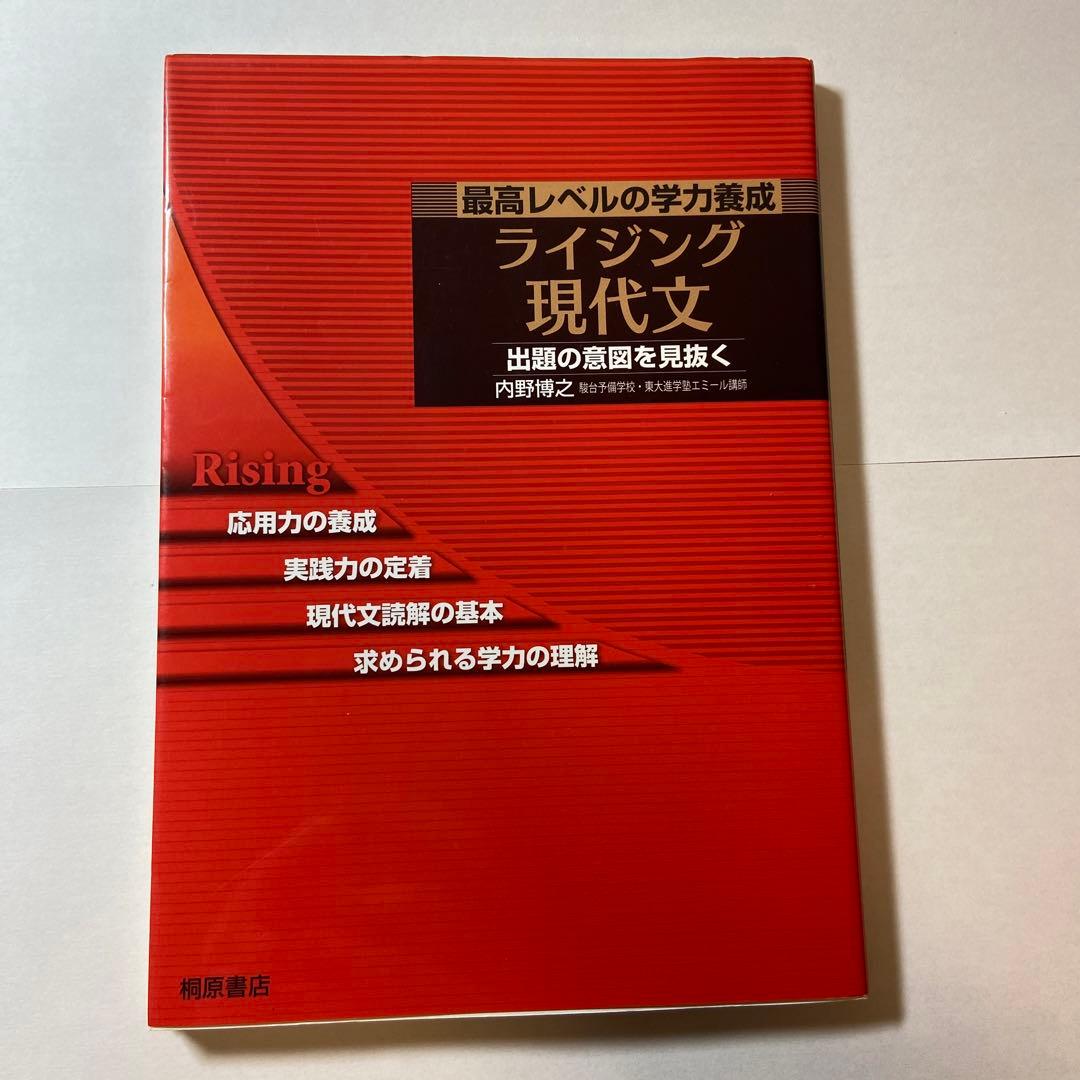 最高レベルの学力養成
ライジング
現代文
出題の意図を見抜く
内野博之 駿台予備学校・東大進学塾エミール講師
Rising
応用力の養成
実践力の定着
現代文読解の基本
求められる学力の理解
桐原書店